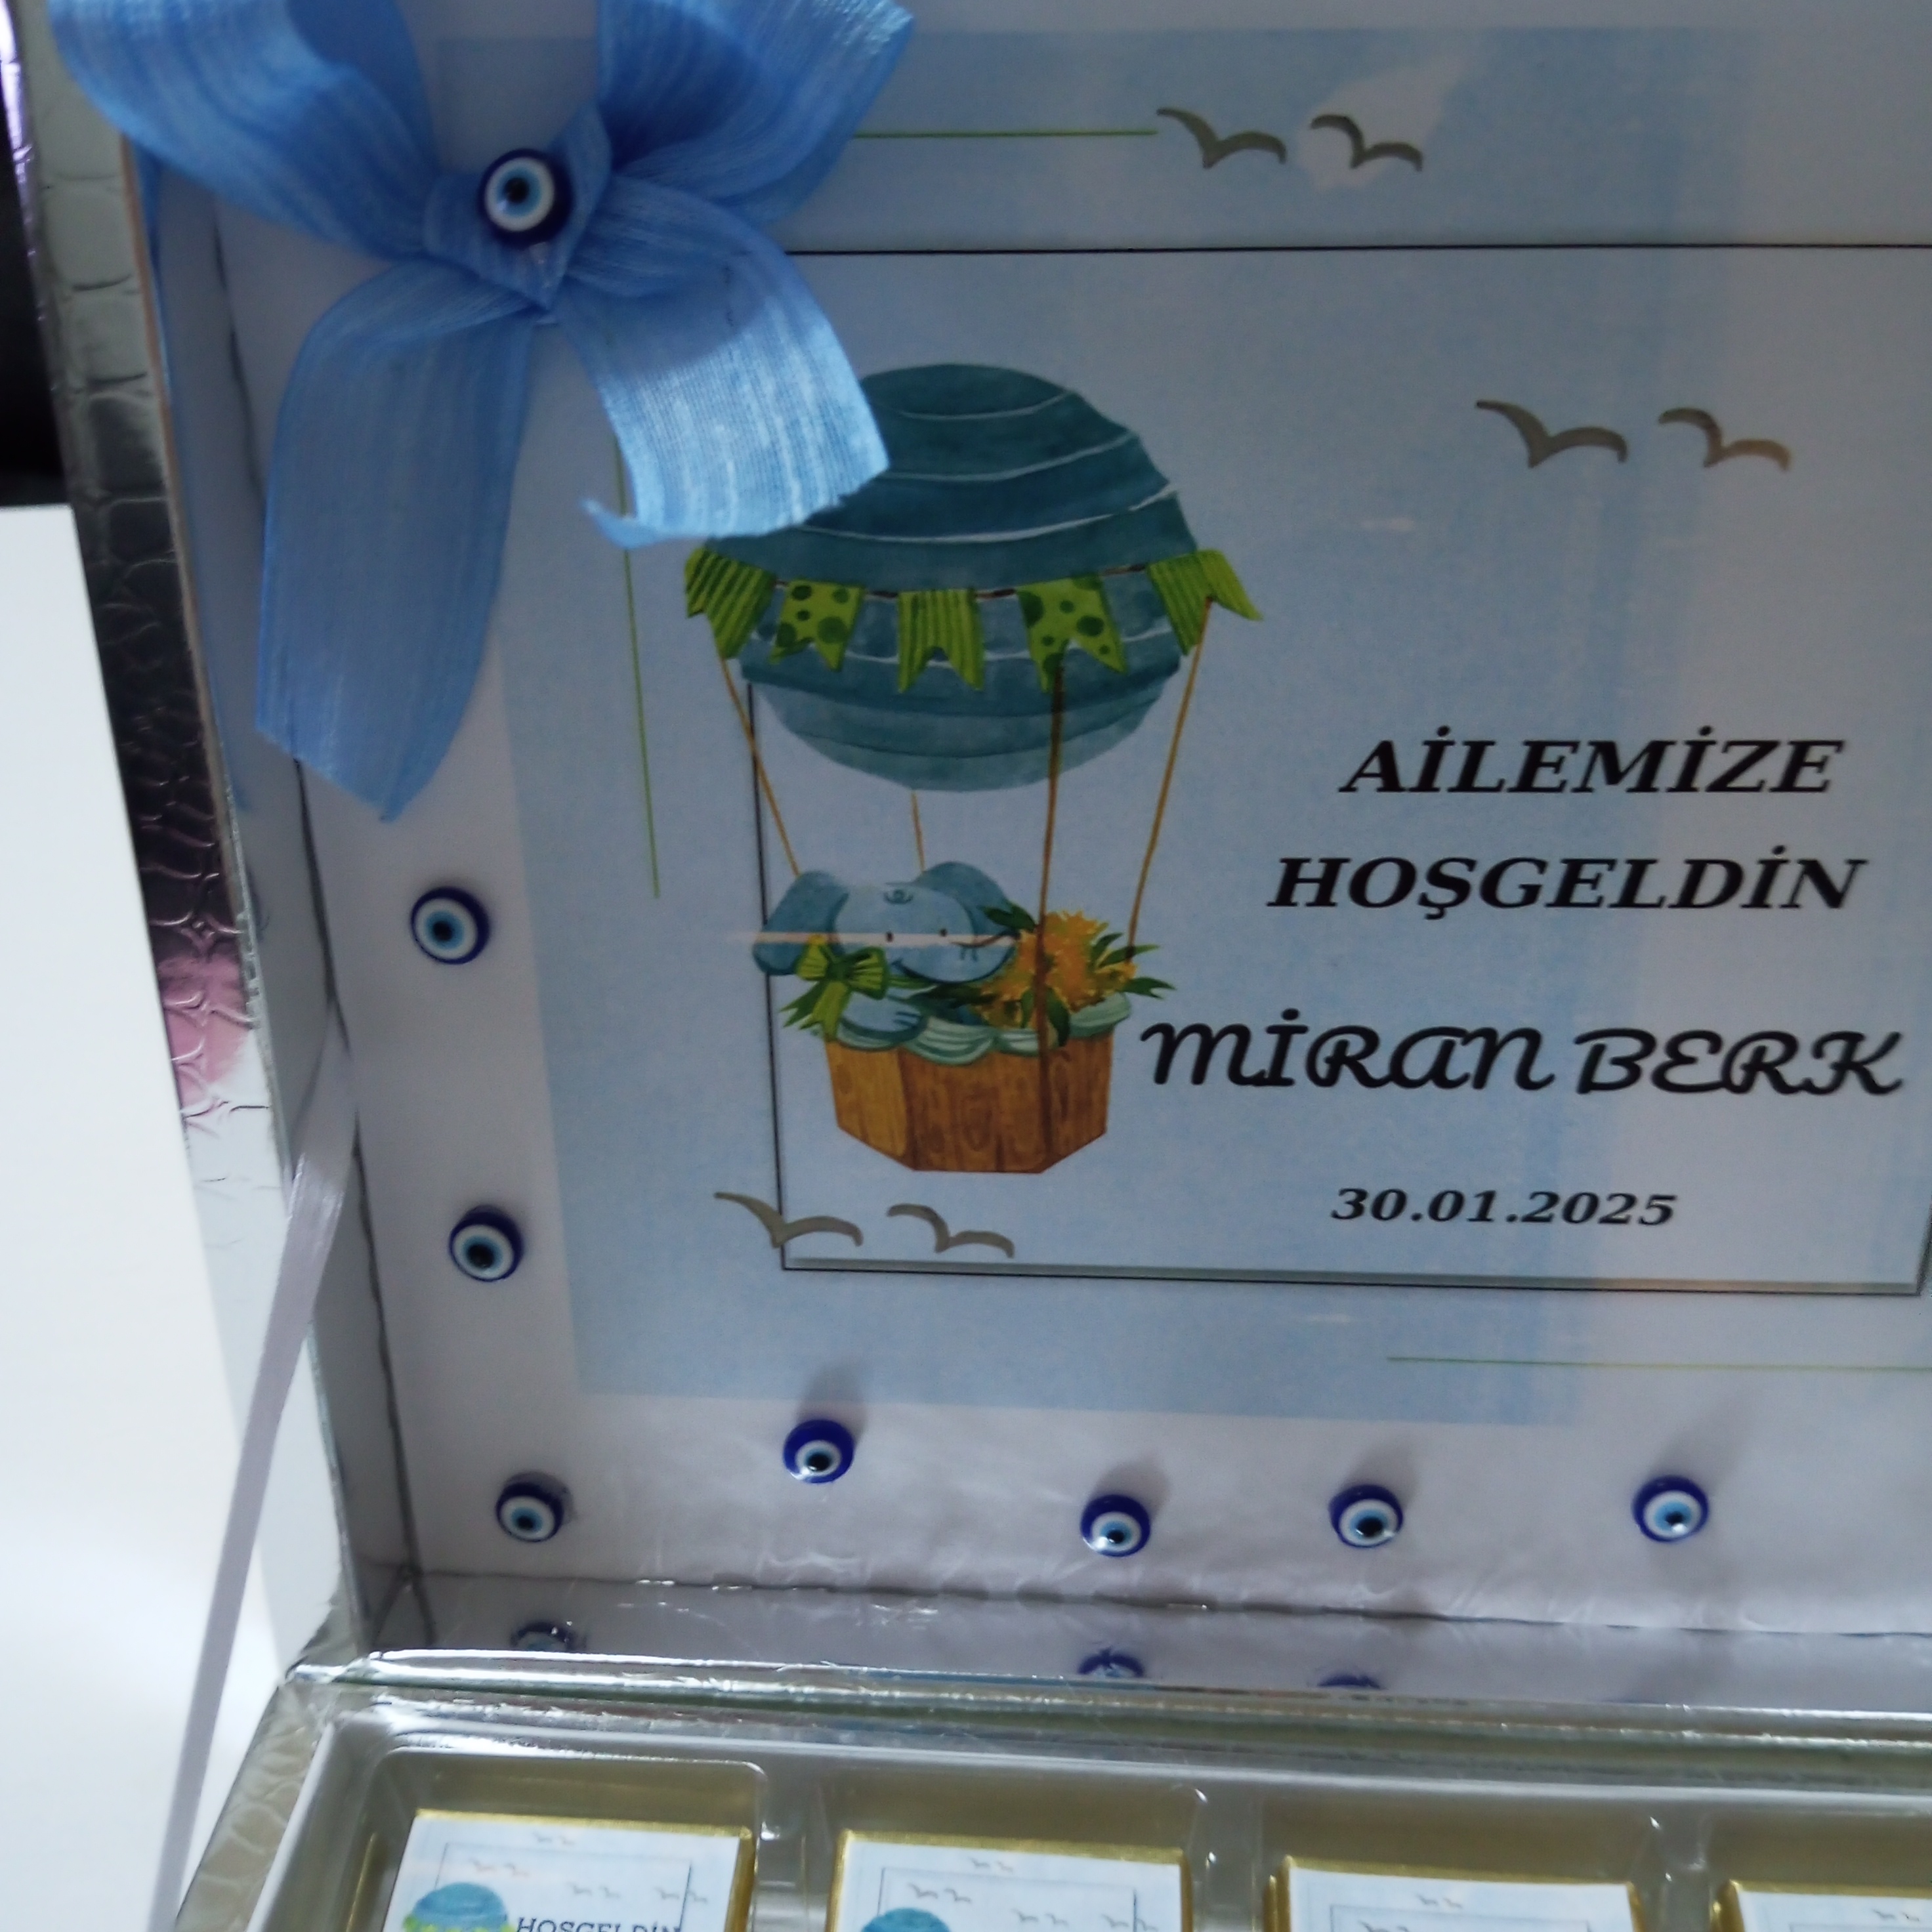 AİLEMİZE
HOŞGELDİN
MİRAN BERK
30.01.2025
HOŞGELDİN